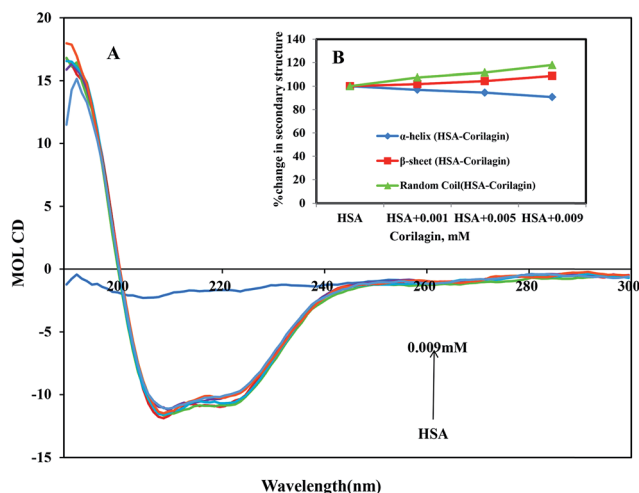 A
B
20
15
10
5
0
-5
-10
-15
MOL CD
200
220
240
260
280
300
Wavelength(nm)
0.009mM
HSA
140
120
100
80
60
40
20
0
%change in secondary structure
α-helix (HSA-Corilagin)
β-sheet (HSA-Corilagin)
Random Coil(HSA-Corilagin)
HSA HSA+0.001 HSA+0.005 HSA+0.009
Corilagin, mM